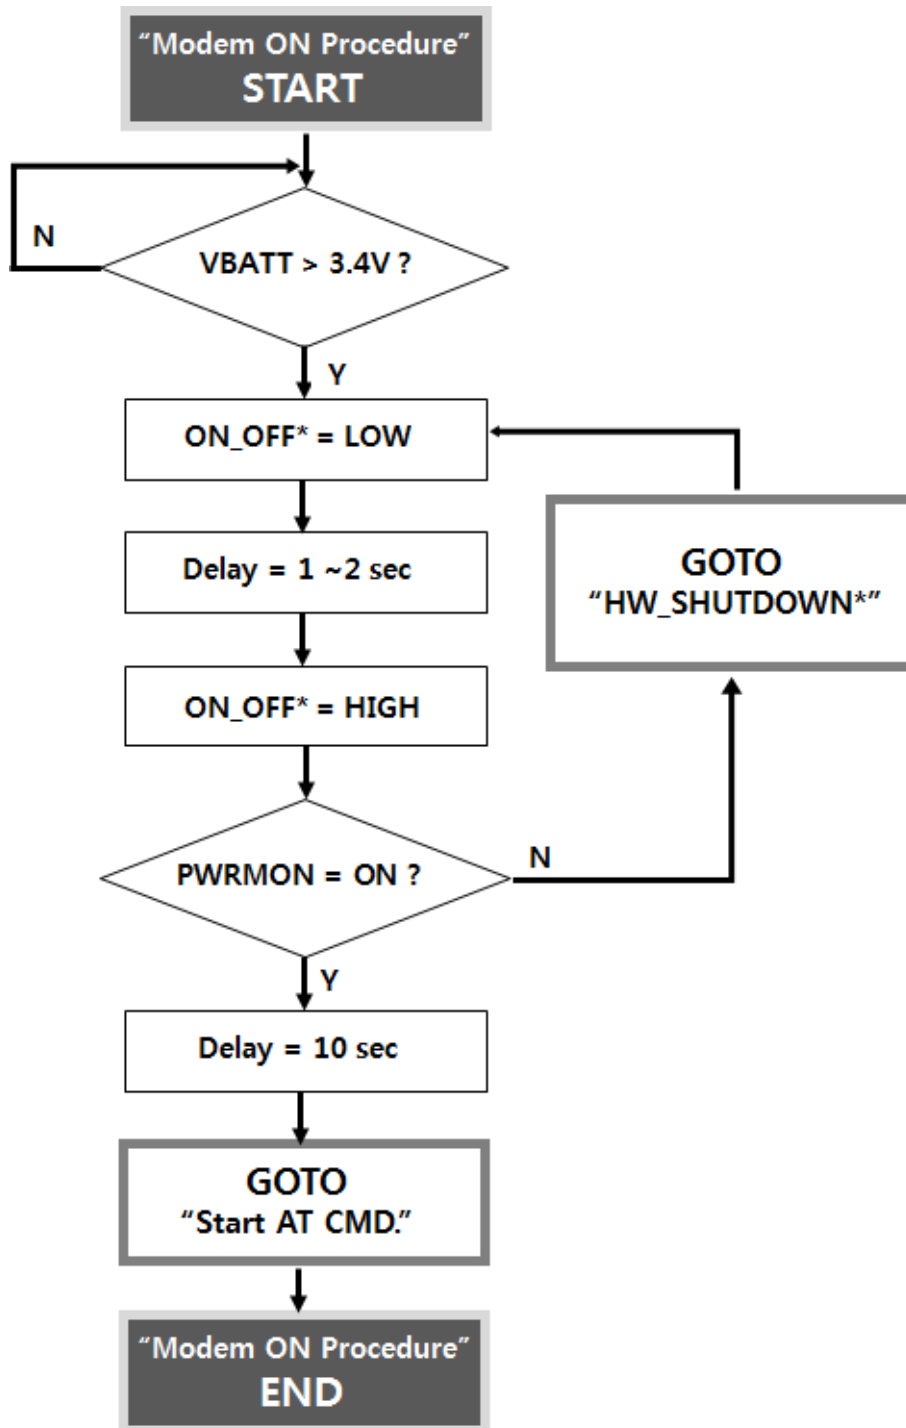 “Modem ON Procedure”
START
N
VBATT > 3.4V ?
Y
ON_OFF* = LOW
Delay = 1 ~2 sec
GOTO
“HW_SHUTDOWN*”
ON_OFF* = HIGH
PWRMON = ON ?
N
Y
Delay = 10 sec
GOTO
“Start AT CMD.”
“Modem ON Procedure”
END